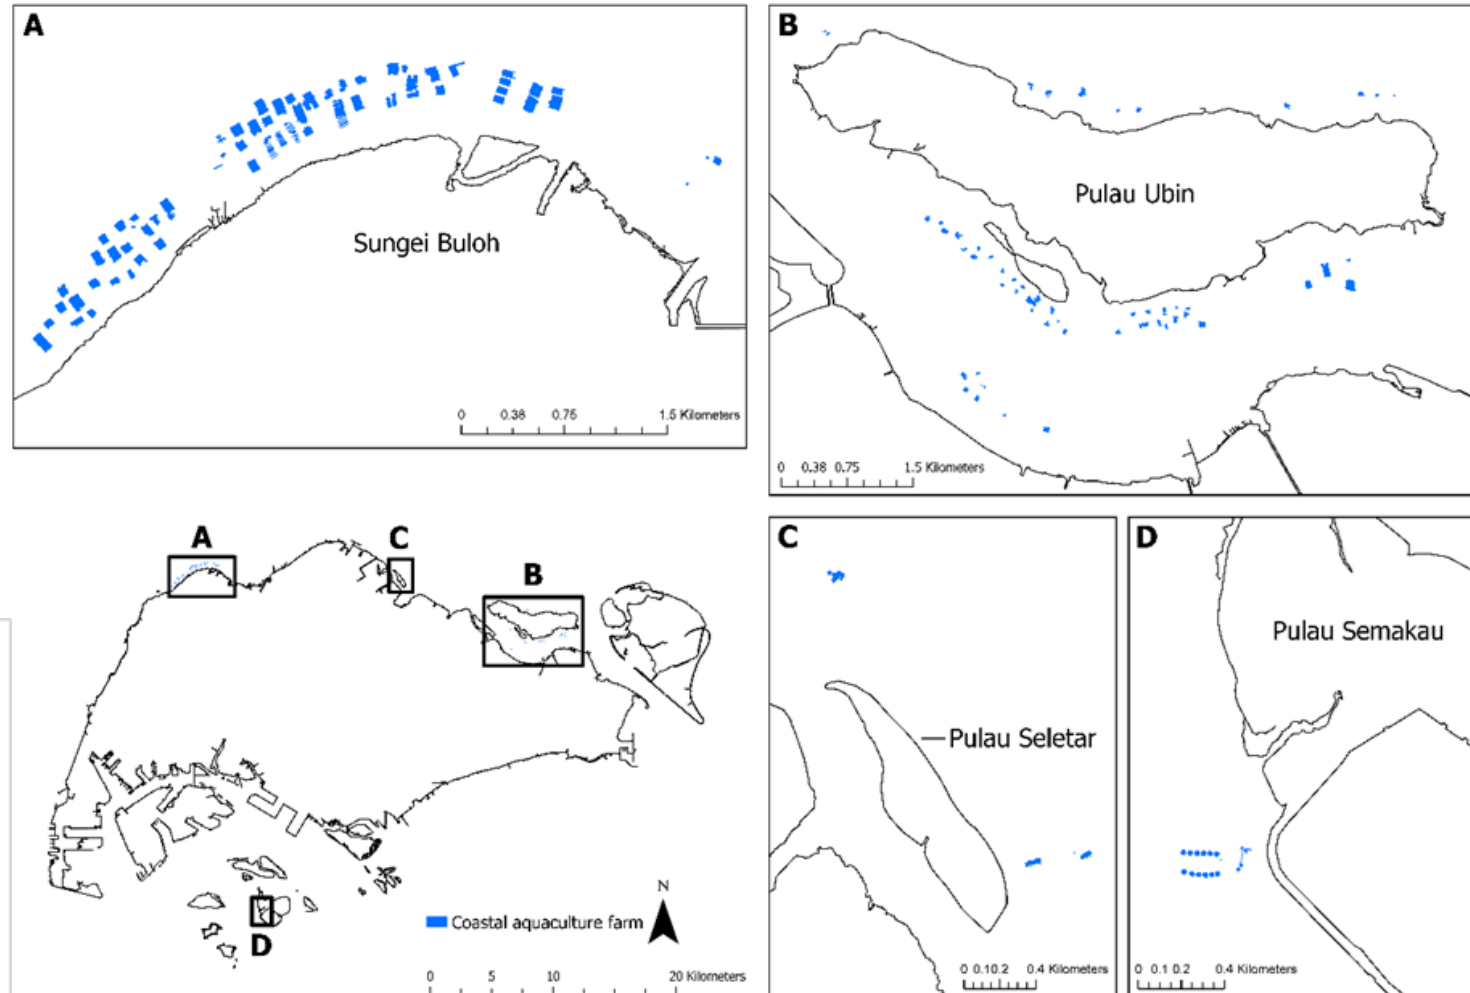 A
Sungei Buloh
0 0.38 0.75 1.5 Kilometers
B
Pulau Ubin
0 0.38 0.75 1.5 Kilometers
A
C
B
D
N
Coastal aquaculture farm
0 5 10 20 Kilometers
C
Pulau Seletar
0 0.10.2 0.4 Kilometers
D
Pulau Semakau
0 0.1 0.2 0.4 Kilometers